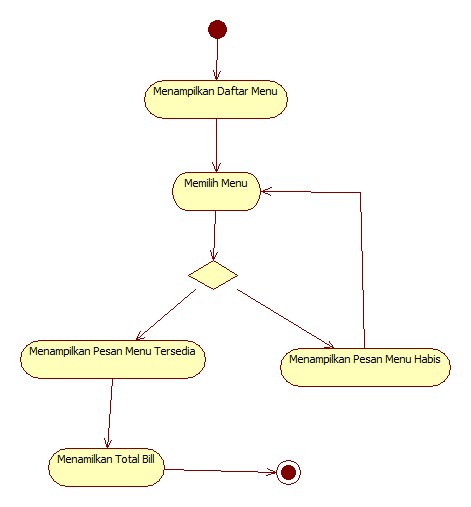 Menampilkan Daftar Menu
Memilih Menu
Menampilkan Pesan Menu Tersedia
Menampilkan Pesan Menu Habis
Menamilkan Total Bill